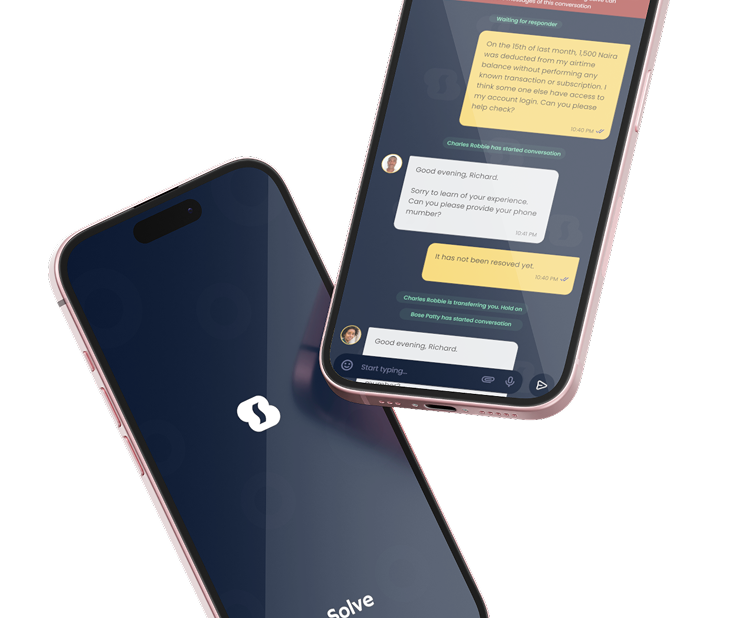 messages of this conversation
Waiting for responder
On the 15th of last month, 1,500 Naira
was deducted from my airtime
balance without performing any
known transaction or subscription. I
think some one else have access to
my account login. Can you please
help check?
10:40 PM
Charles Robbie has started conversation
Good evening, Richard.
Sorry to learn of your experience.
Can you please provide your phone
mumber?
10:41 PM
It has not been resoved yet.
10:40 PM
Charles Robbie is transferring you. Hold on
Bose Patty has started conversation
Good evening, Richard.
Start typing...
Solve